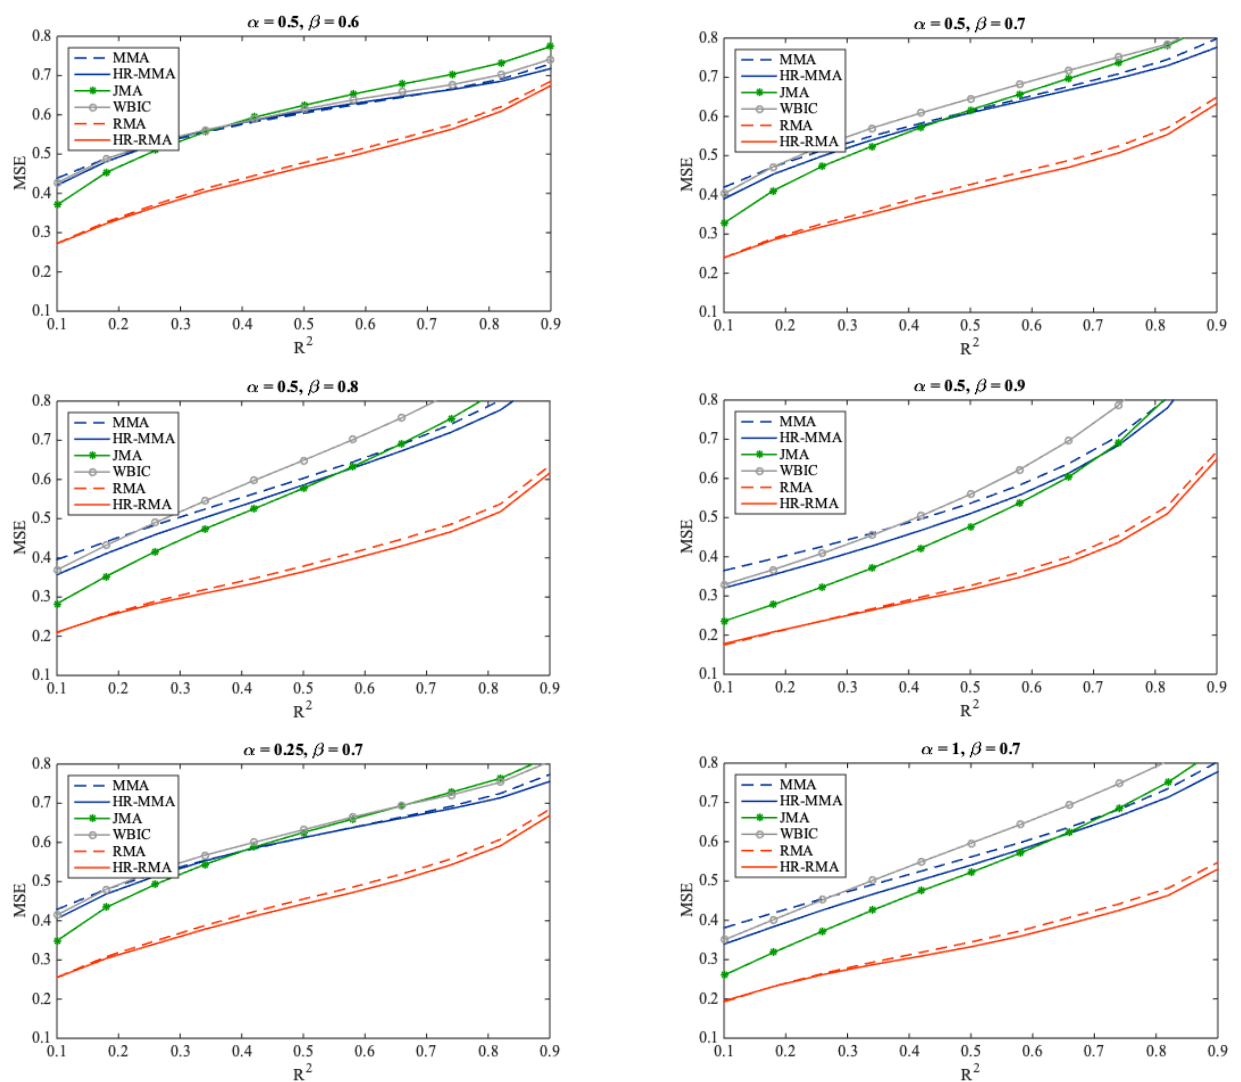 α = 0.5, β = 0.6
0.8
0.7
0.6
0.5
0.4
0.3
0.2
0.1
MSE
MMA
HR-MMA
JMA
WBIC
RMA
HR-RMA
0.1 0.2 0.3 0.4 0.5 0.6 0.7 0.8 0.9
R²
α = 0.5, β = 0.7
0.8
0.7
0.6
0.5
0.4
0.3
0.2
0.1
MSE
MMA
HR-MMA
JMA
WBIC
RMA
HR-RMA
0.1 0.2 0.3 0.4 0.5 0.6 0.7 0.8 0.9
R²
α = 0.5, β = 0.8
0.8
0.7
0.6
0.5
0.4
0.3
0.2
0.1
MSE
MMA
HR-MMA
JMA
WBIC
RMA
HR-RMA
0.1 0.2 0.3 0.4 0.5 0.6 0.7 0.8 0.9
R²
α = 0.5, β = 0.9
0.8
0.7
0.6
0.5
0.4
0.3
0.2
0.1
MSE
MMA
HR-MMA
JMA
WBIC
RMA
HR-RMA
0.1 0.2 0.3 0.4 0.5 0.6 0.7 0.8 0.9
R²
α = 0.25, β = 0.7
0.8
0.7
0.6
0.5
0.4
0.3
0.2
0.1
MSE
MMA
HR-MMA
JMA
WBIC
RMA
HR-RMA
0.1 0.2 0.3 0.4 0.5 0.6 0.7 0.8 0.9
R²
α = 1, β = 0.7
0.8
0.7
0.6
0.5
0.4
0.3
0.2
0.1
MSE
MMA
HR-MMA
JMA
WBIC
RMA
HR-RMA
0.1 0.2 0.3 0.4 0.5 0.6 0.7 0.8 0.9
R²